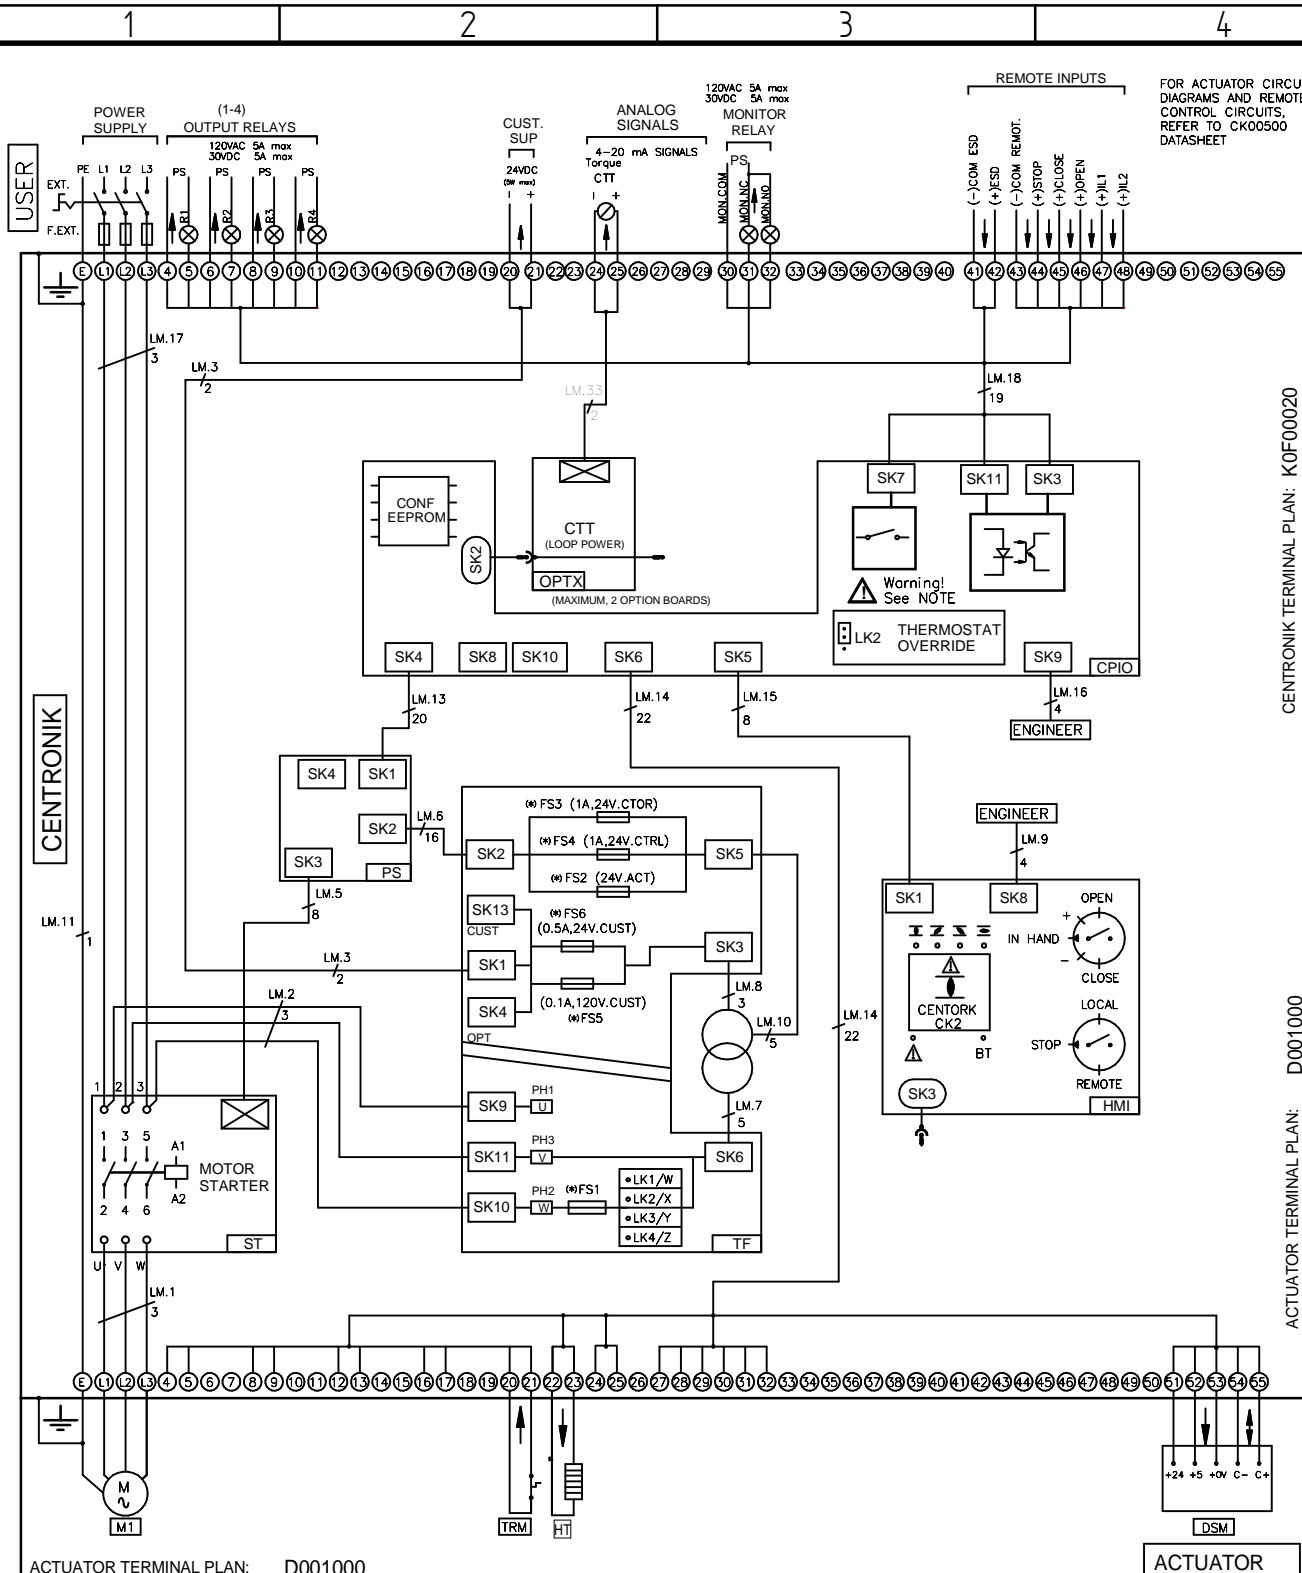 1 2 3 4
POWER
SUPPLY
(1-4)
OUTPUT RELAYS
120VAC 5A max
30VDC 5A max
CUST.
SUP
24VDC
(5W max)
- +
ANALOG
SIGNALS
4-20 mA SIGNALS
Torque
CTT
- +
120VAC 5A max
30VDC 5A max
MONITOR
RELAY
PS
REMOTE INPUTS
FOR ACTUATOR CIRCU
DIAGRAMS AND REMOTE
CONTROL CIRCUITS,
REFER TO CK00500
DATASHEET
USER
EXT.
F.EXT.
PE L1 L2 L3
PS PS PS PS
R1 R2 R3 R4
MON.COM
MON.NC
MON.NO
(-)COM ESD
(+)ESD
(-)COM REMOT.
(+)STOP
(+)CLOSE
(+)OPEN
(+)IL1
(+)IL2
E L1 L2 L3 4 5 6 7 8 9 10 11 12 13 14 15 16 17 18 19 20 21 22 23 24 25 26 27 28 29 30 31 32 33 34 35 36 37 38 39 40 41 42 43 44 45 46 47 48 49 50 51 52 53 54 55
LM.17
3
LM.3
2
LM.33
2
LM.18
19
CENTRONIK TERMINAL PLAN: K0F00020
CONF
EEPROM
SK2
CTT
(LOOP POWER)
OPTX
(MAXIMUM, 2 OPTION BOARDS)
SK7
SK11
SK3
Warning!
See NOTE
LK2
THERMOSTAT
OVERRIDE
SK4
SK8
SK10
SK6
SK5
SK9
CPIO
LM.13
20
LM.14
22
LM.15
8
LM.16
4
ENGINEER
CENTRONIK
SK4
SK1
SK2
SK3
PS
LM.6
16
LM.5
8
LM.11
1
(*) FS3 (1A,24V.CTOR)
(*) FS4 (1A,24V.CTRL)
(*) FS2 (24V.ACT)
SK2
SK5
SK13
CUST
(*) FS6
(0.5A,24V.CUST)
SK1
SK3
SK4
OPT
(0.1A,120V.CUST)
(*)FS5
LM.3
2
LM.2
3
LM.8
3
LM.10
5
LM.7
5
LM.14
22
SK9
PH1
U
SK11
PH3
V
SK10
PH2
W
(*)FS1
LK1/W
LK2/X
LK3/Y
LK4/Z
SK6
TF
ENGINEER
LM.9
4
SK1
SK8
OPEN
+
IN HAND
-
CLOSE
CENTORK
CK2
BT
LOCAL
STOP
REMOTE
SK3
HMI
1 2 3
1 3 5
A1
A2
2 4 6
MOTOR
STARTER
ST
U V W
LM.1
3
ACTUATOR TERMINAL PLAN: D001000
E L1 L2 L3 4 5 6 7 8 9 10 11 12 13 14 15 16 17 18 19 20 21 22 23 24 25 26 27 28 29 30 31 32 33 34 35 36 37 38 39 40 41 42 43 44 45 46 47 48 49 50 51 52 53 54 55
M
M1
TRM
HT
+24 +5 +0V C- C+
DSM
ACTUATOR TERMINAL PLAN: D001000
ACTUATOR